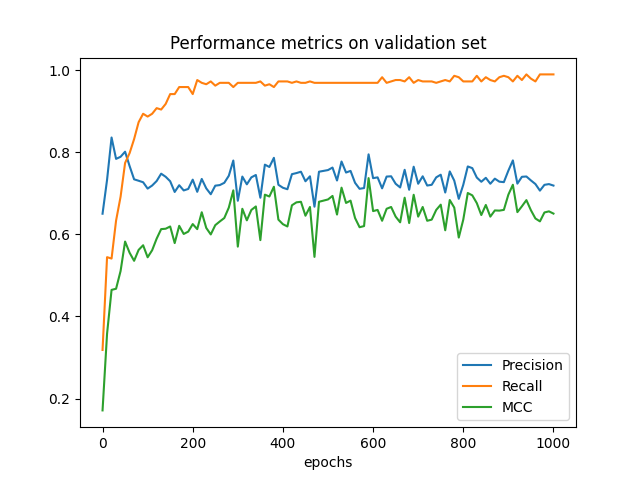 Performance metrics on validation set
1.0
0.8
0.6
0.4
0.2
Precision
Recall
MCC
0 200 400 600 800 1000
epochs